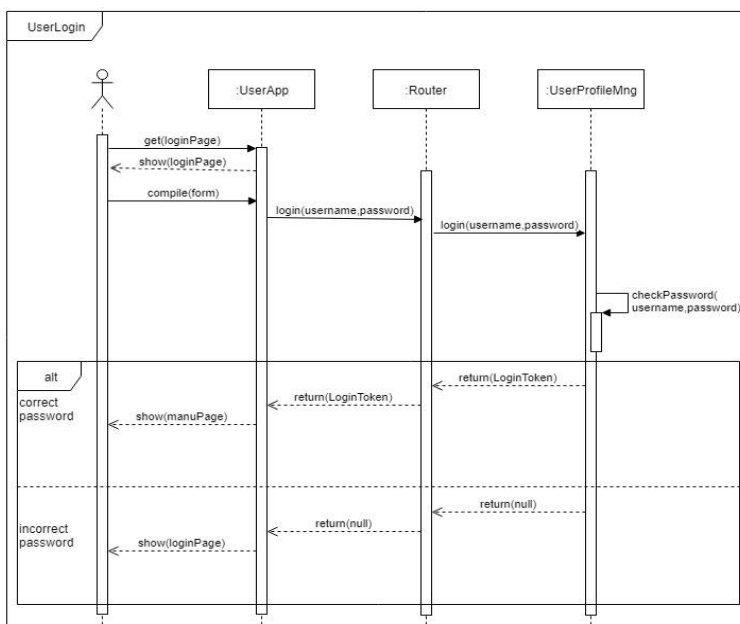 UserLogin
:UserApp
:Router
:UserProfileMng
get(loginPage)
show(loginPage)
compile(form)
login(username,password)
login(username,password)
checkPassword(
username,password)
alt
correct
password
return(LoginToken)
return(LoginToken)
show(manuPage)
incorrect
password
return(null)
return(null)
show(loginPage)